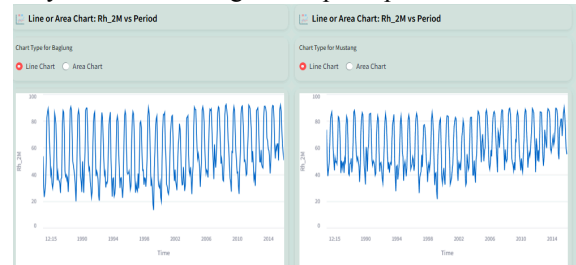 Line or Area Chart: Rh_2M vs Period
Chart Type for Baglung
Line Chart Area Chart
100
80
60
40
20
0
Rh_2M
12:15 1990 1994 1998 2002 2006 2010 2014
Time
Line or Area Chart: Rh_2M vs Period
Chart Type for Mustang
Line Chart Area Chart
100
80
60
40
20
0
Rh_2M
12:15 1990 1994 1998 2002 2006 2010 2014
Time